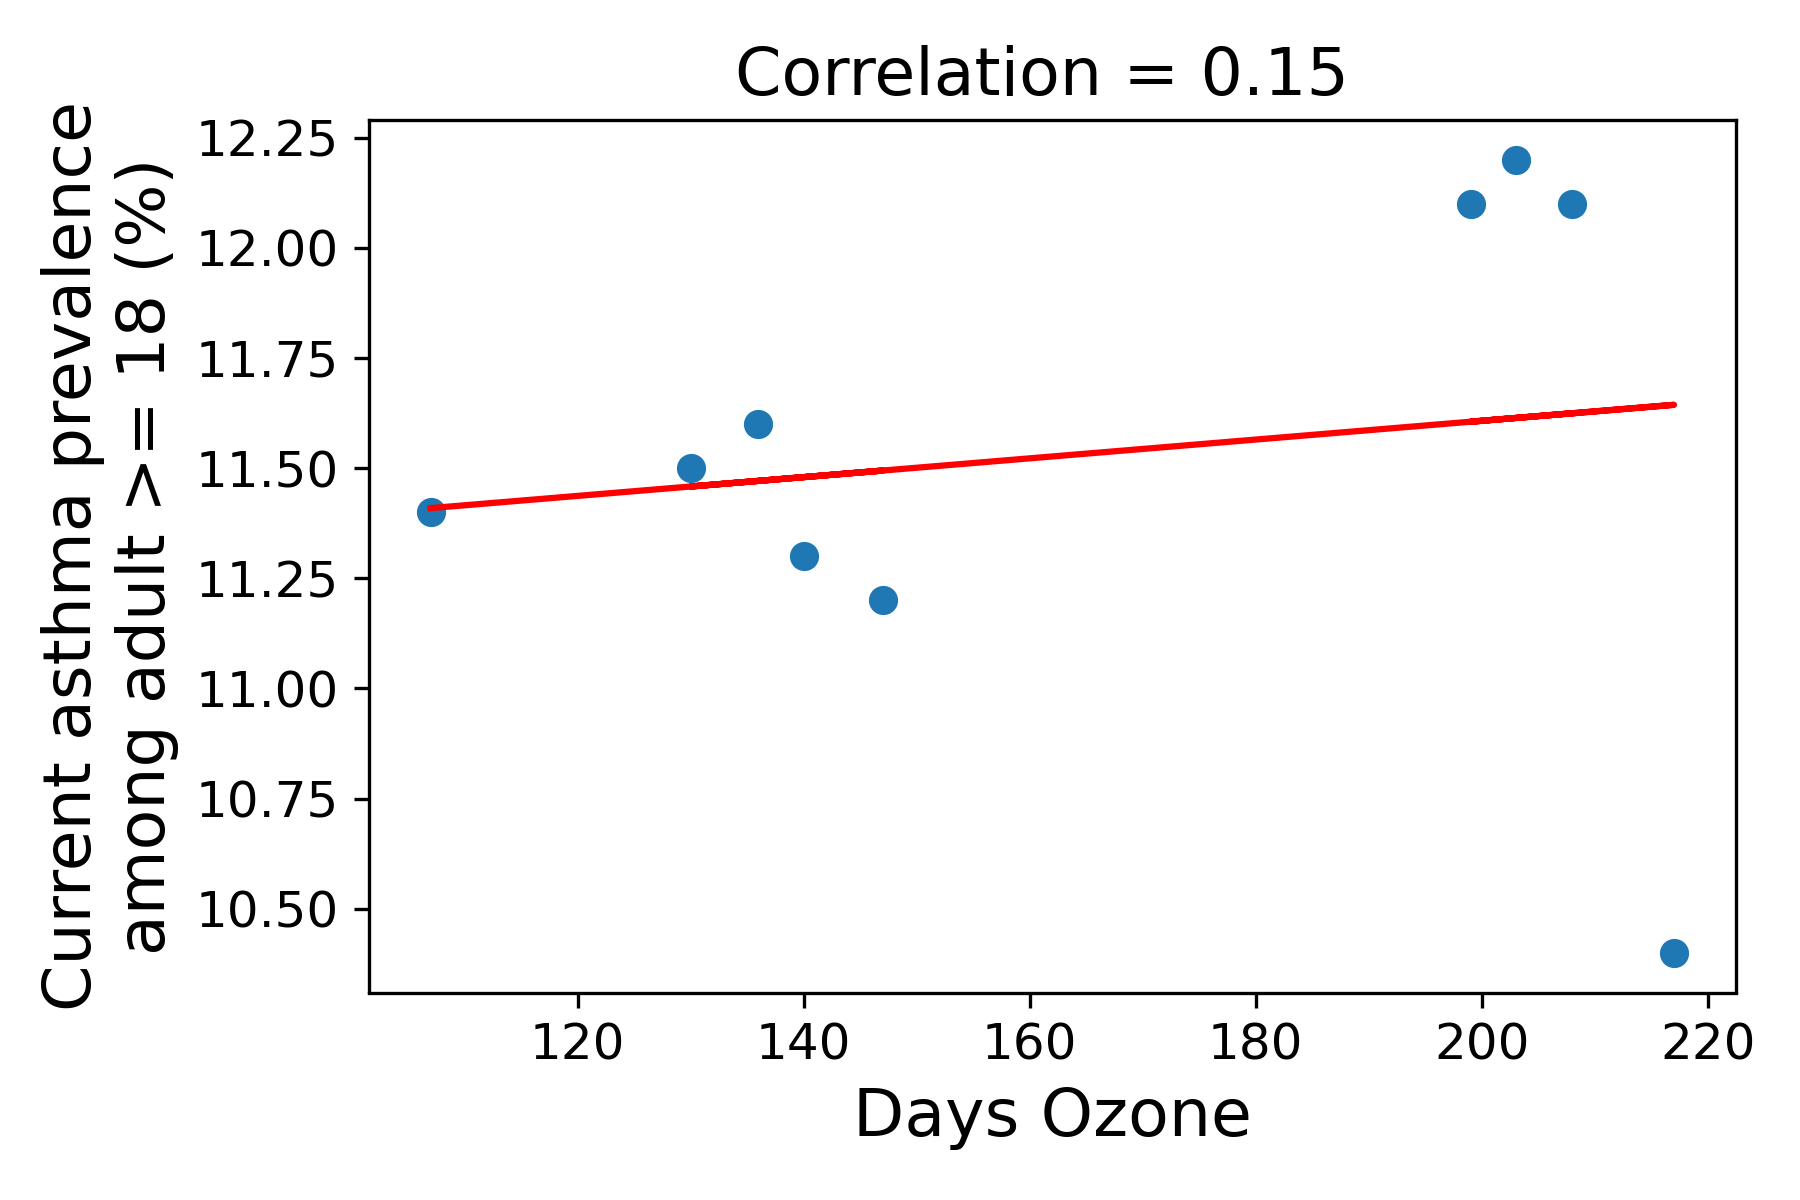 Correlation = 0.15
Current asthma prevalence
among adult >= 18 (%)
12.25
12.00
11.75
11.50
11.25
11.00
10.75
10.50
120 140 160 180 200 220
Days Ozone